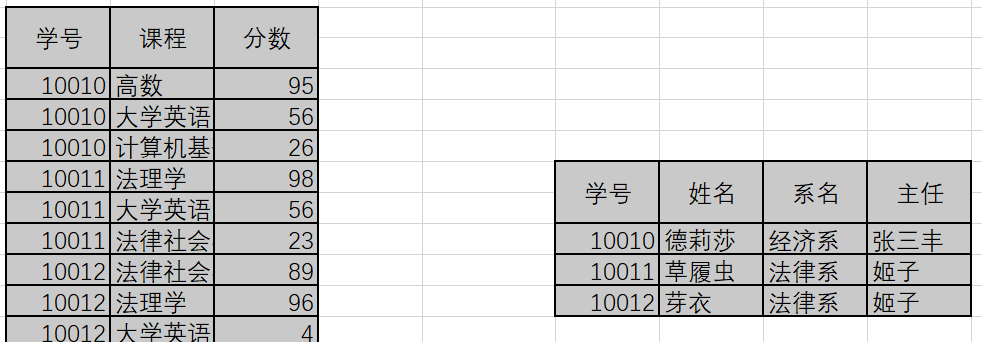 学号 课程 分数
10010 高数 95
10010 大学英语 56
10010 计算机基 26
10011 法理学 98
10011 大学英语 56
10011 法律社会 23
10012 法律社会 89
10012 法理学 96
10012 大学英语 4
学号 姓名 系名 主任
10010 德莉莎 经济系 张三丰
10011 草履虫 法律系 姬子
10012 芽衣 法律系 姬子